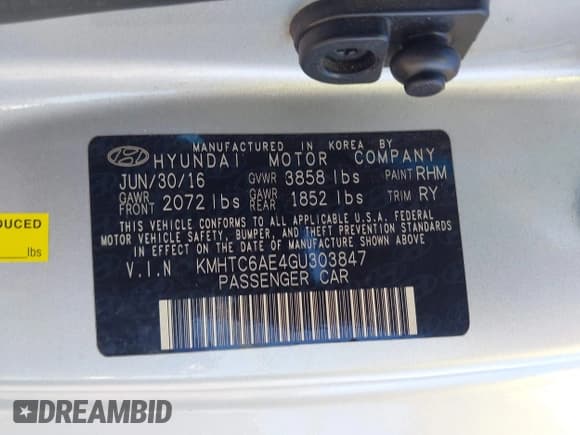 MANUFACTURED IN KOREA BY
HYUNDAI MOTOR COMPANY
JUN/30/16 GVWR 3858 lbs PAINT RHM
GAWR FRONT 2072 lbs GAWR REAR 1852 lbs TRIM RY
THIS VEHICLE CONFORMS TO ALL APPLICABLE U.S.A. FEDERAL
MOTOR VEHICLE SAFETY, BUMPER, AND THEFT PREVENTION STANDARDS
IN EFFECT ON THE DATE OF MANUFACTURE SHOWN ABOVE.
V.I.N KMHTC6AE4GU303847
PASSENGER CAR
DUCED
lbs
DREAMBID